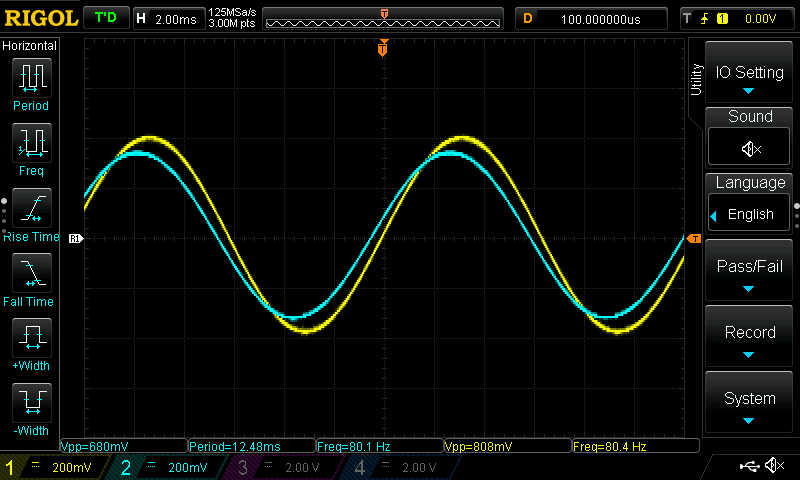 RIGOL T'D H 2.00ms 125MSa/s D 100.000000us T 1 0.00V
3.00M pts
T
Horizontal
T
Period
Freq
Rise Time
Fall Time
+Width
-Width
R1
T
Utility
IO Setting
Sound
Language
English
Pass/Fail
Record
System
Vpp=680mV Period=12.48ms Freq=80.1 Hz Vpp=808mV Freq=80.4 Hz
1 200mV 2 200mV 3 2.00 V 4 2.00 V